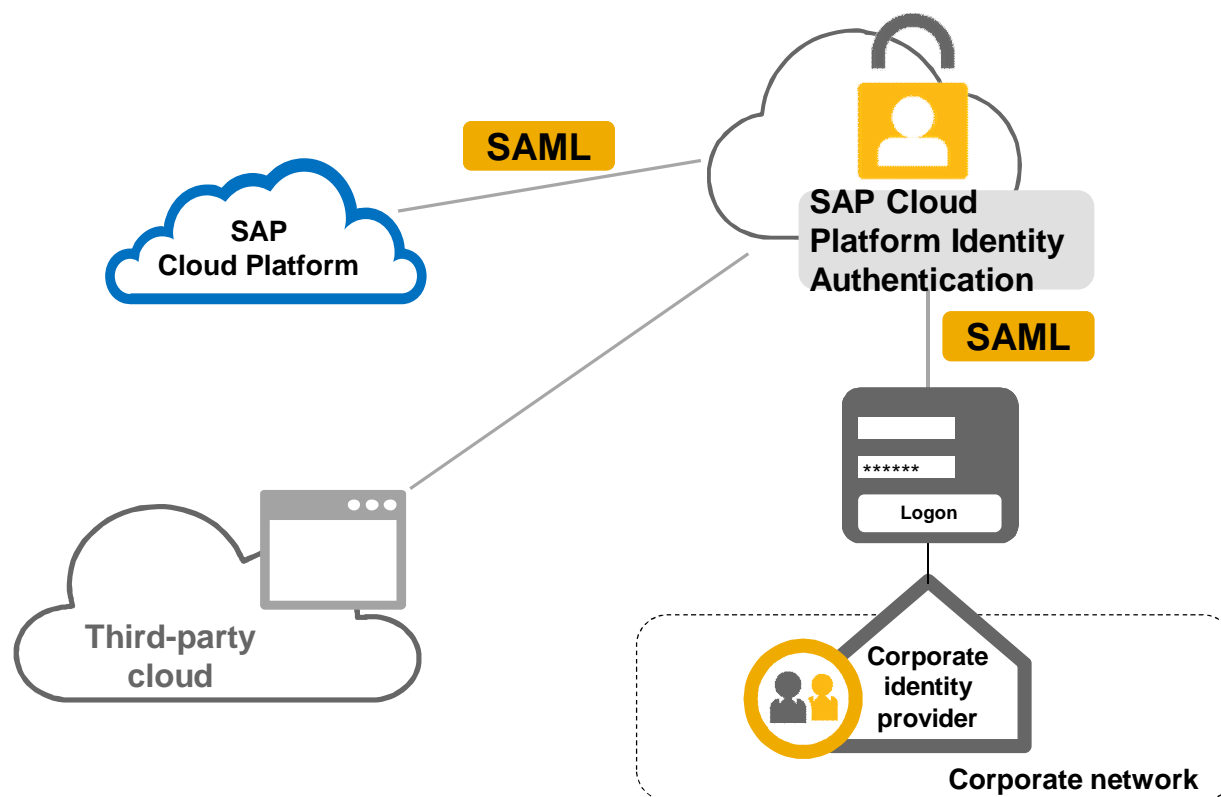 SAML
SAP
Cloud Platform
SAP Cloud
Platform Identity
Authentication
SAML
******
Logon
Third-party
cloud
Corporate
identity
provider
Corporate network